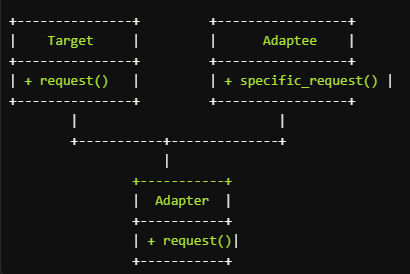 +---------------+         +-----------------+
|    Target     |         |      Adaptee    |
+---------------+         +-----------------+
| + request()   |         | + specific_request() |
+---------------+         +-----------------+
        |                          |
        +-----------+--------------+
                    |
                +-----------+
                |  Adapter  |
                +-----------+
                | + request()|
                +-----------+